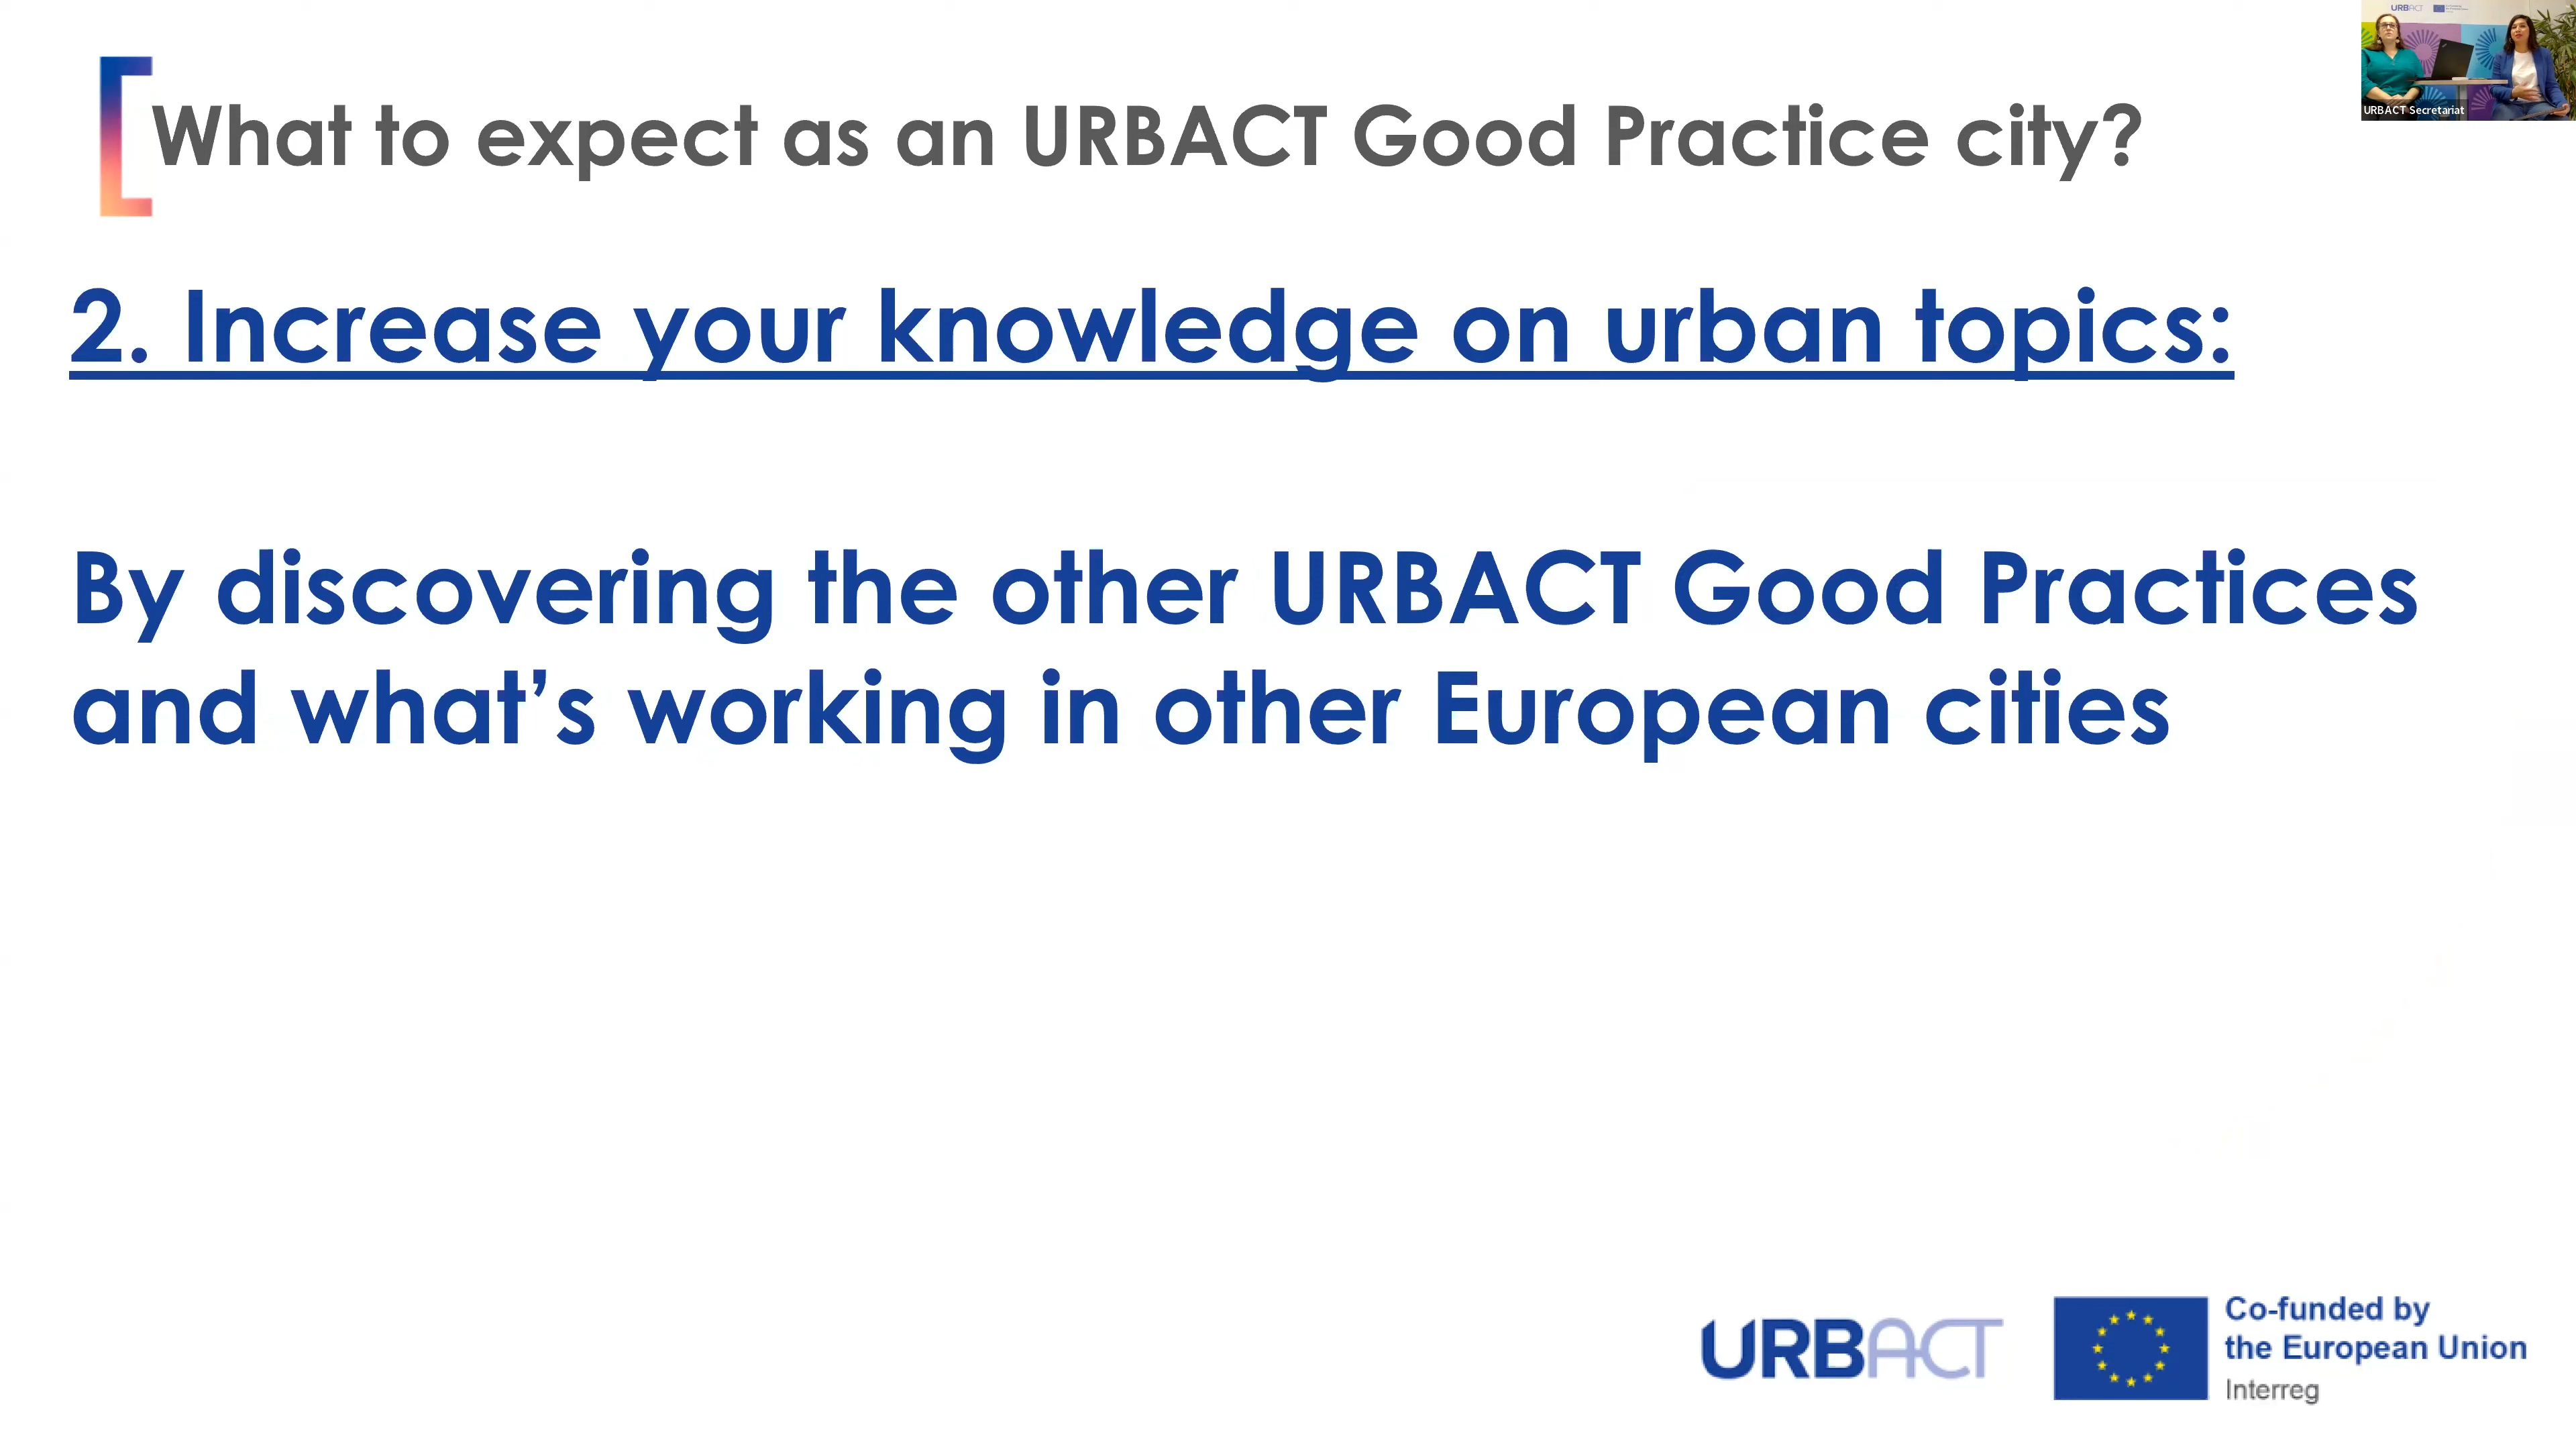 What to expect as an URBACT Good Practice city?
URBACT
URBACT Secretariat
2. Increase your knowledge on urban topics:
By discovering the other URBACT Good Practices
and what’s working in other European cities
URBACT
Co-funded by
the European Union
Interreg